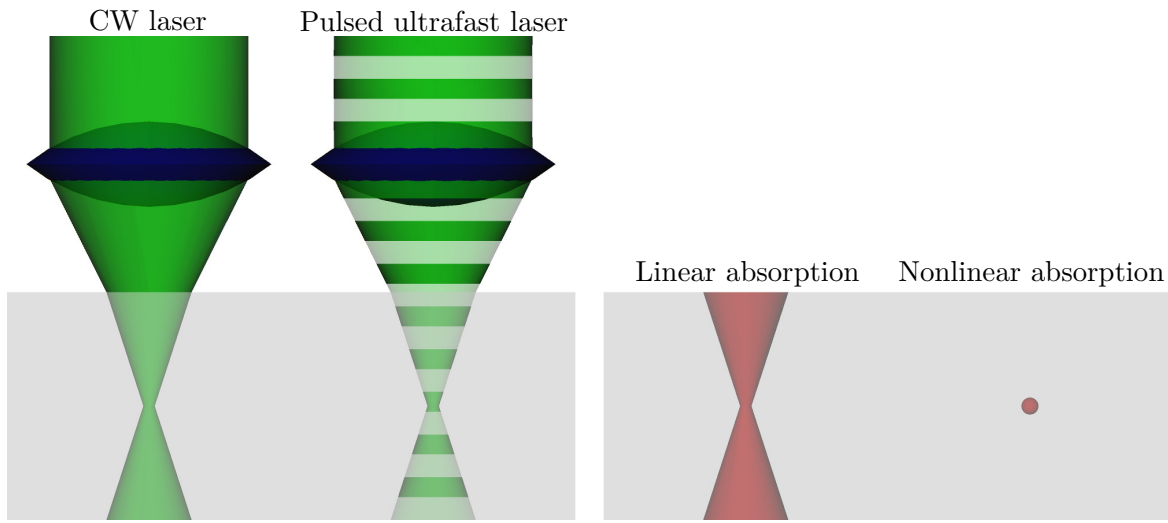 CW laser
Pulsed ultrafast laser
Linear absorption
Nonlinear absorption